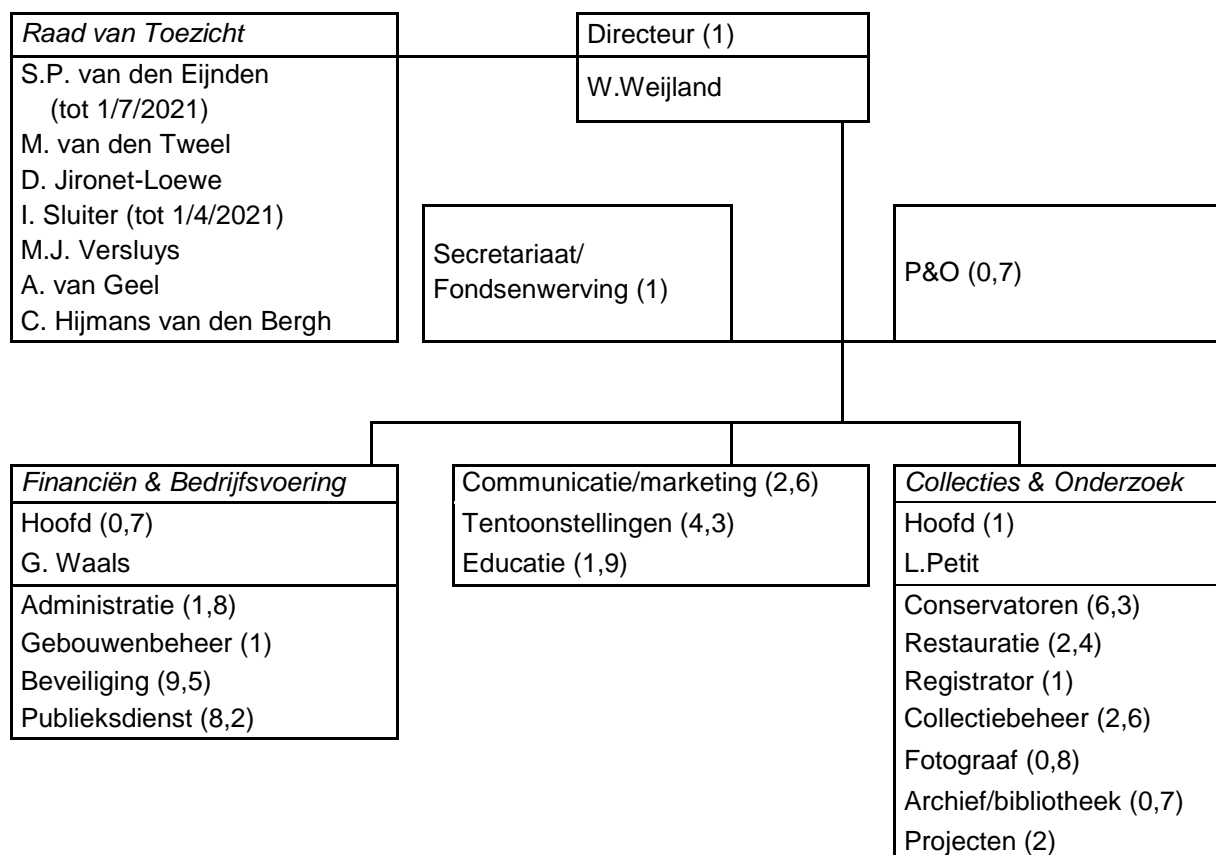 Raad van Toezicht
S.P. van den Eijnden
(tot 1/7/2021)
M. van den Tweel
D. Jironet-Loewe
I. Sluiter (tot 1/4/2021)
M.J. Versluys
A. van Geel
C. Hijmans van den Bergh
Directeur (1)
W.Weijland
Secretariaat/
Fondsenwerving (1)
P&O (0,7)
Financiën & Bedrijfsvoering
Hoofd (0,7)
G. Waals
Administratie (1,8)
Gebouwenbeheer (1)
Beveiliging (9,5)
Publieksdienst (8,2)
Communicatie/marketing (2,6)
Tentoonstellingen (4,3)
Educatie (1,9)
Collecties & Onderzoek
Hoofd (1)
L.Petit
Conservatoren (6,3)
Restauratie (2,4)
Registrator (1)
Collectiebeheer (2,6)
Fotograaf (0,8)
Archief/bibliotheek (0,7)
Projecten (2)